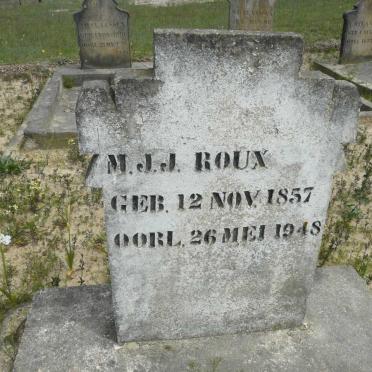 M.J.J. ROUX
GEB. 12 NOV 1857
OORL. 26 MEI 1948